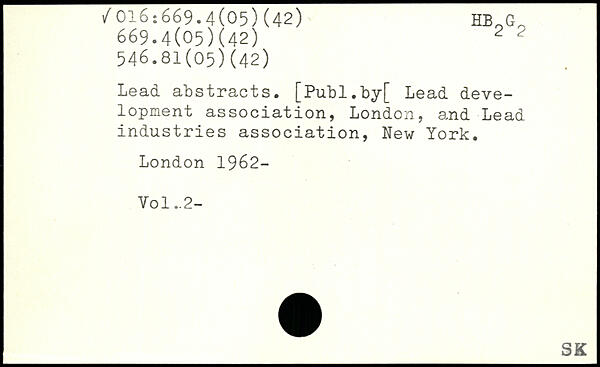 √016:669.4(05)(42) HB₂G₂
669.4(05)(42)
546.81(05)(42)
Lead abstracts. [Publ.by[ Lead deve-
lopment association, London, and Lead
industries association, New York.
London 1962-
Vol.2-
SK